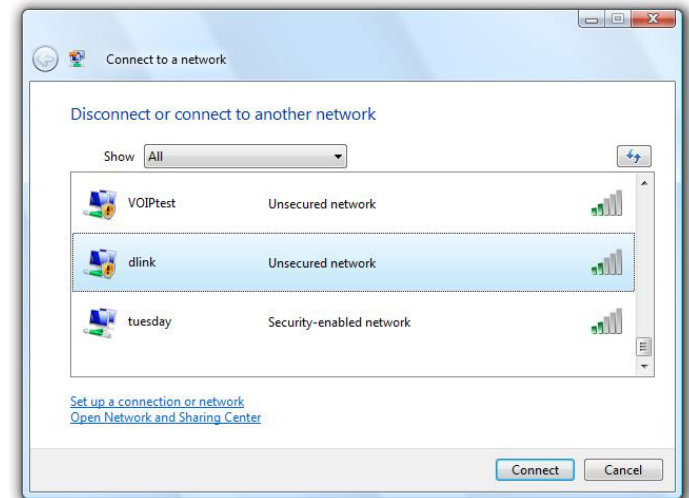 Connect to a network
Disconnect or connect to another network
Show All
VOIPtest Unsecured network
dlink Unsecured network
tuesday Security-enabled network
Set up a connection or network
Open Network and Sharing Center
Connect Cancel